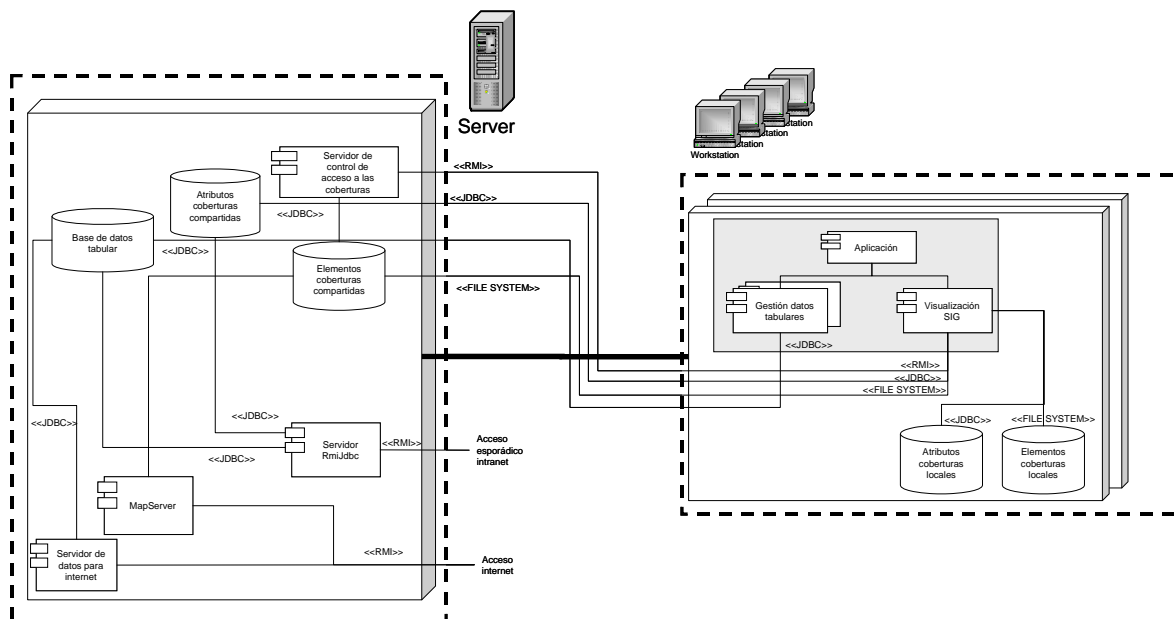 Server
Workstation
station
station
station
Servidor de
control de
acceso a las
coberturas
<<RMI>>
Atributos
coberturas
compartidas
<<JDBC>>
<<JDBC>>
Base de datos
tabular
<<JDBC>>
Elementos
coberturas
compartidas
<<FILE SYSTEM>>
Aplicación
Gestión datos
tabulares
Visualización
SIG
<<JDBC>>
<<RMI>>
<<JDBC>>
<<FILE SYSTEM>>
<<JDBC>>
<<JDBC>>
<<JDBC>>
Servidor
RmiJdbc
<<RMI>>
Acceso
esporádico
intranet
<<JDBC>>
<<FILE SYSTEM>>
Atributos
coberturas
locales
Elementos
coberturas
locales
MapServer
Servidor de
datos para
internet
<<RMI>>
Acceso
internet